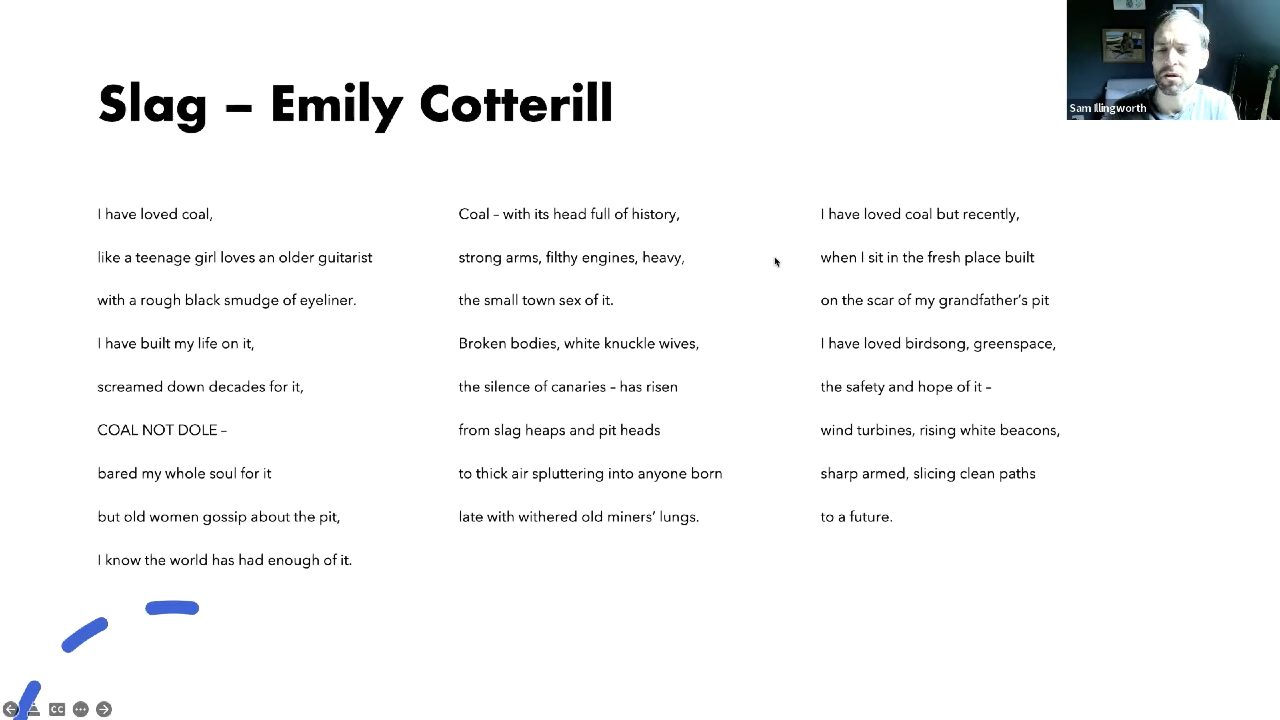 Slag – Emily Cotterill
Sam Illingworth
I have loved coal,
like a teenage girl loves an older guitarist
with a rough black smudge of eyeliner.
I have built my life on it,
screamed down decades for it,
COAL NOT DOLE –
bared my whole soul for it
but old women gossip about the pit,
I know the world has had enough of it.
Coal – with its head full of history,
strong arms, filthy engines, heavy,
the small town sex of it.
Broken bodies, white knuckle wives,
the silence of canaries – has risen
from slag heaps and pit heads
to thick air spluttering into anyone born
late with withered old miners’ lungs.
I have loved coal but recently,
when I sit in the fresh place built
on the scar of my grandfather’s pit
I have loved birdsong, greenspace,
the safety and hope of it –
wind turbines, rising white beacons,
sharp armed, slicing clean paths
to a future.
CC